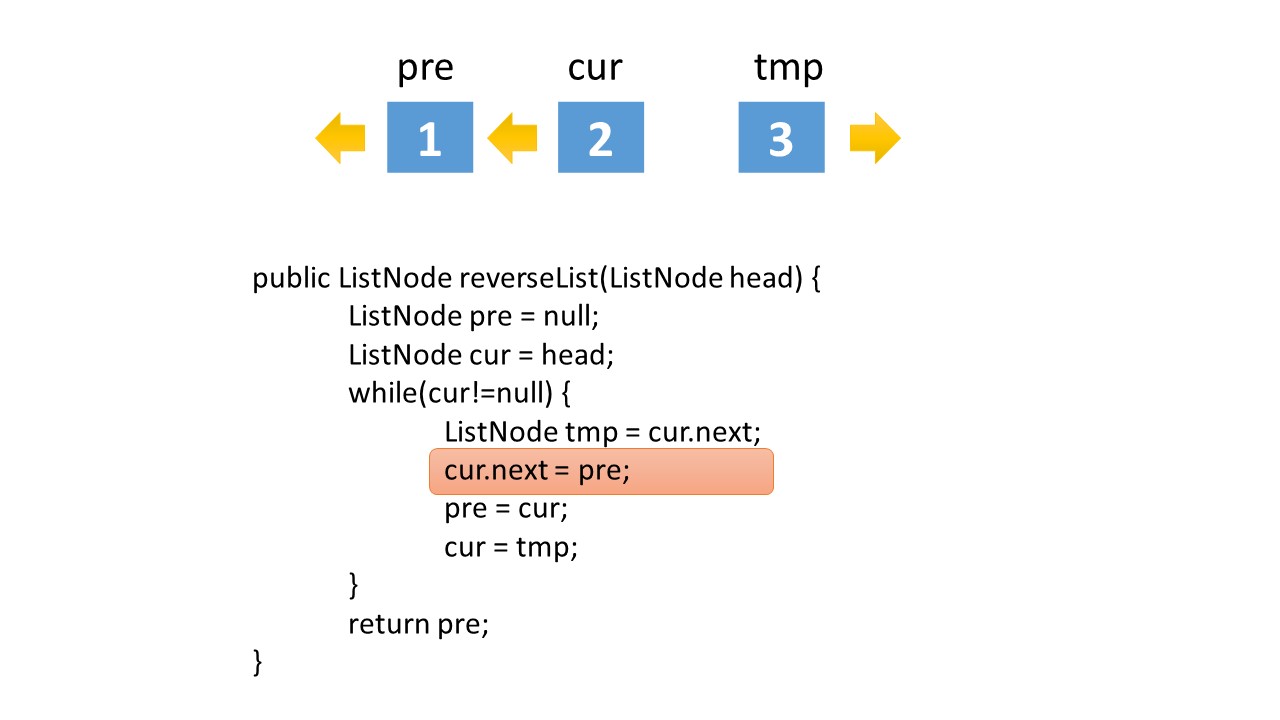 pre cur tmp
1 2 3
public ListNode reverseList(ListNode head) {
ListNode pre = null;
ListNode cur = head;
while(cur!=null) {
ListNode tmp = cur.next;
cur.next = pre;
pre = cur;
cur = tmp;
}
return pre;
}